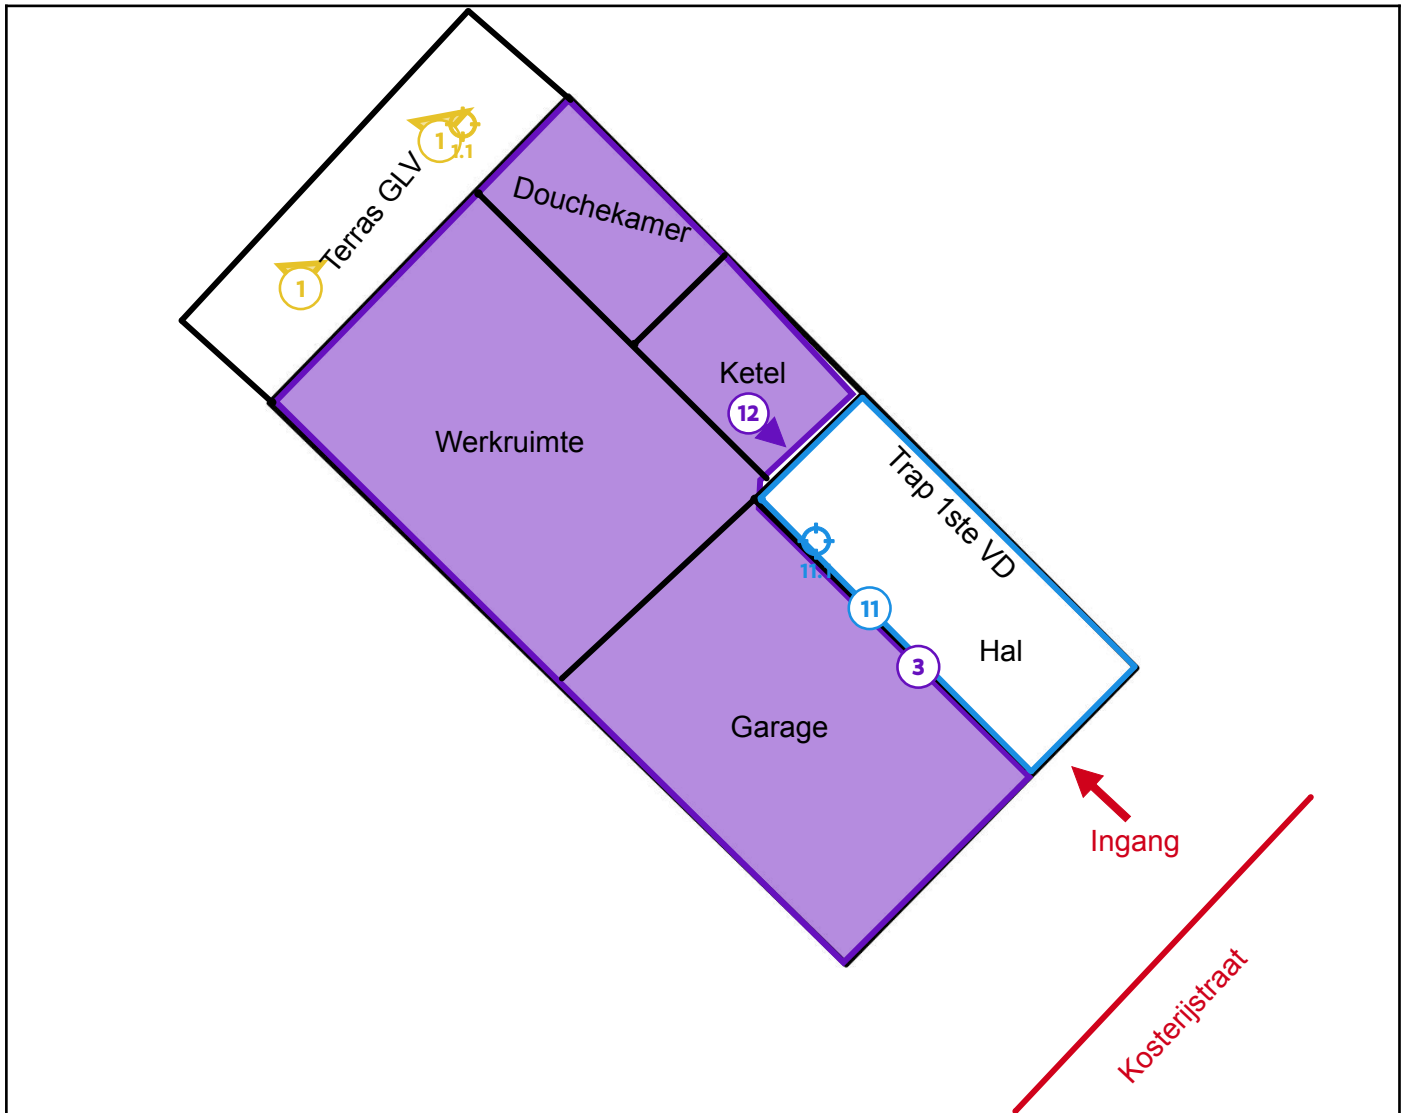 1
1.1
Terras GLV
1
Douchekamer
Ketel
12
Werkruimte
Trap 1ste VD
11.1
11
Hal
3
Garage
Ingang
Kosterijstraat